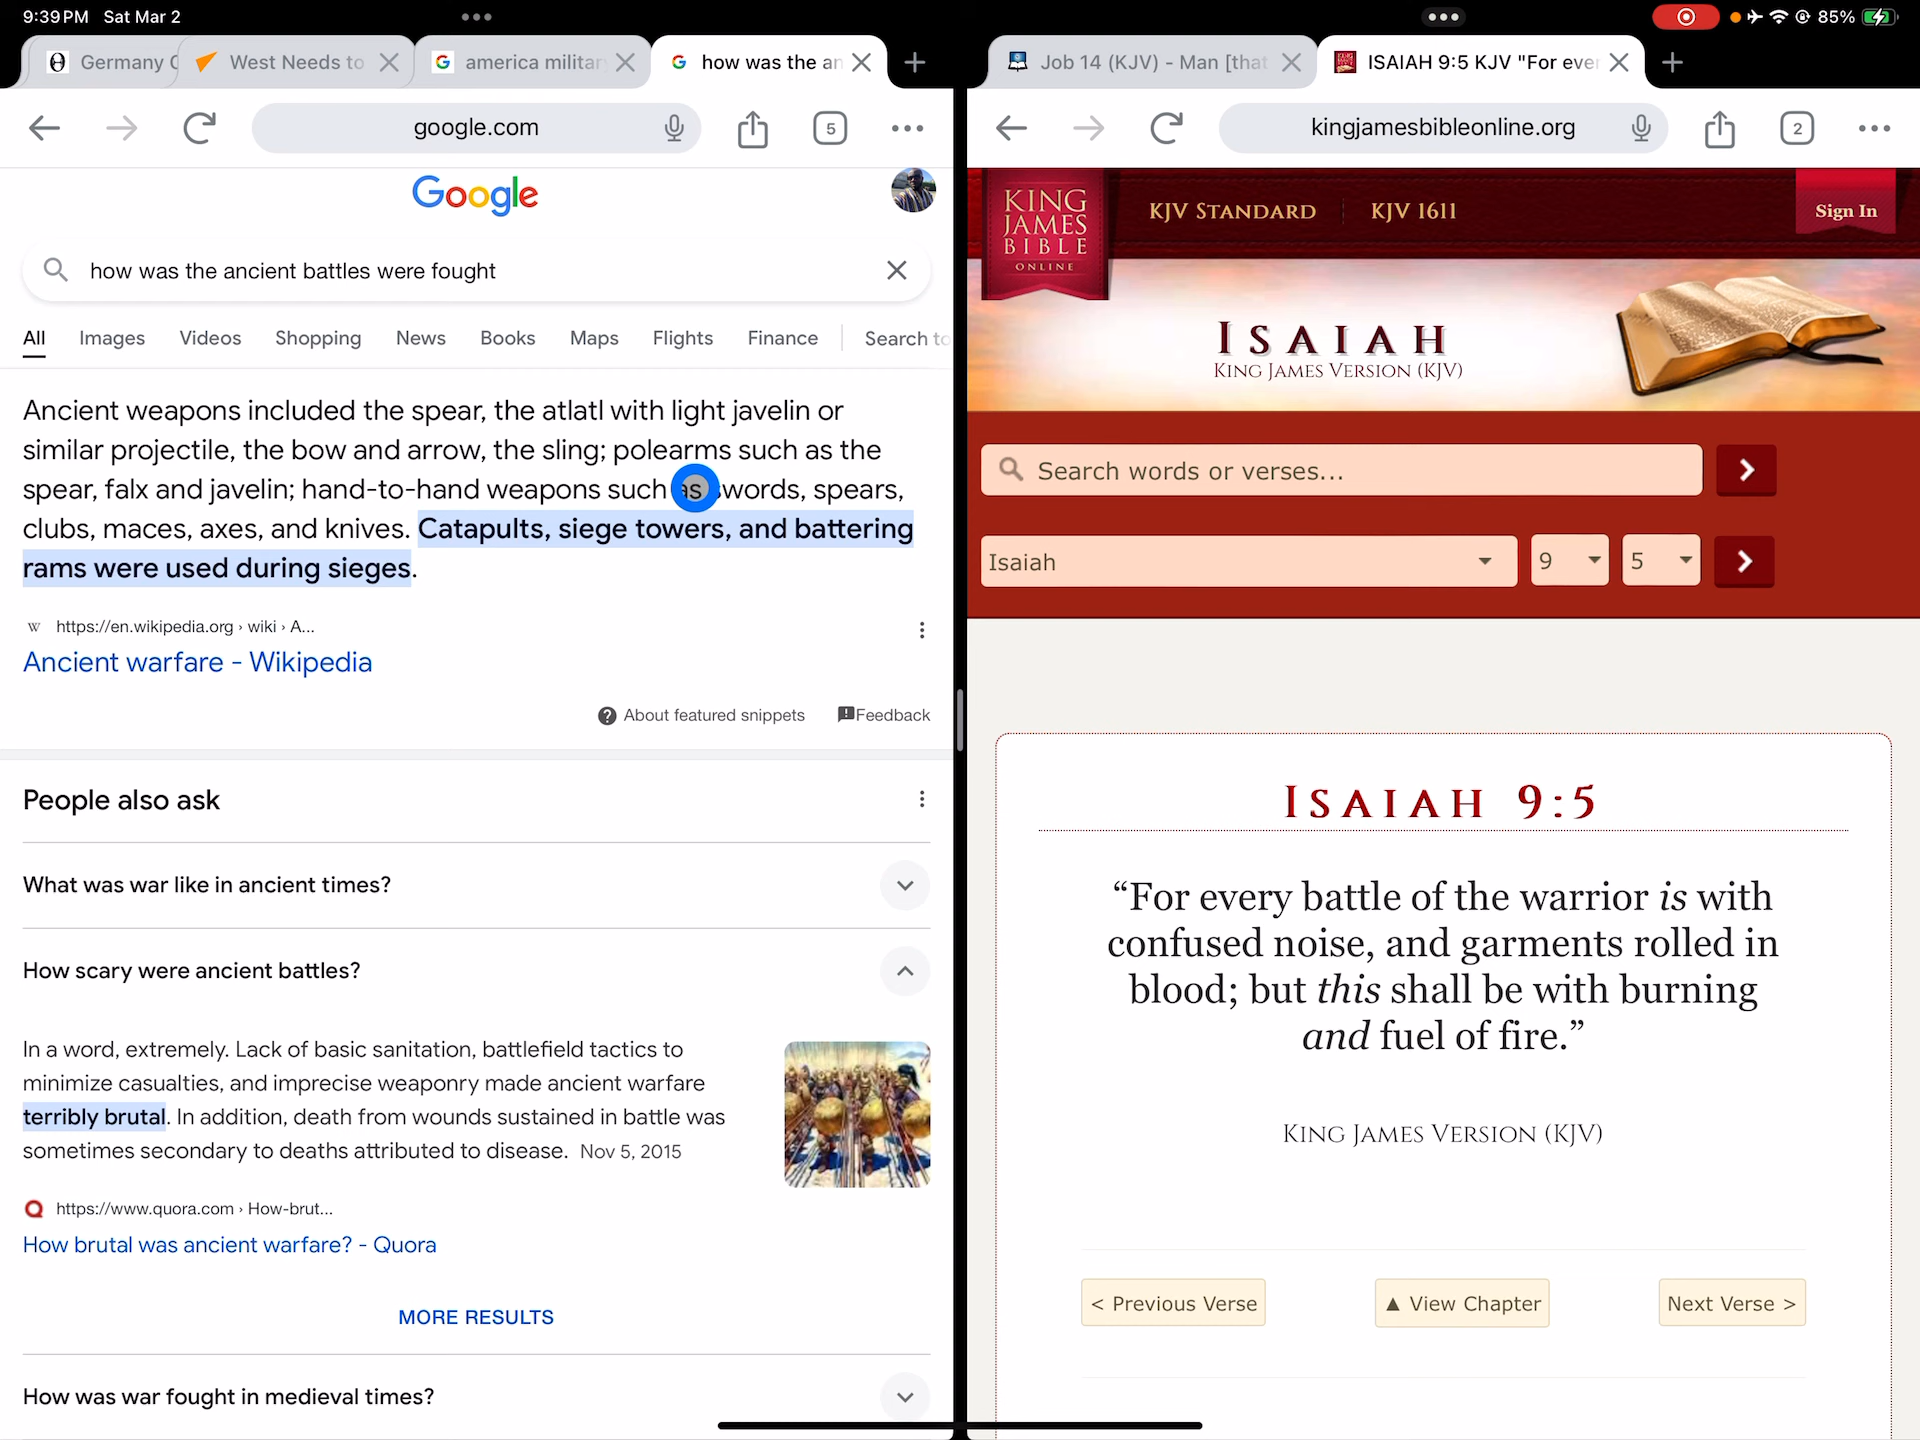 9:39 PM Sat Mar 2
85%
Germany
West Needs to
america militar
how was the an
google.com
5
Google
how was the ancient battles were fought
All Images Videos Shopping News Books Maps Flights Finance Search to
Ancient weapons included the spear, the atlatl with light javelin or
similar projectile, the bow and arrow, the sling; polearms such as the
spear, falx and javelin; hand-to-hand weapons such as swords, spears,
clubs, maces, axes, and knives. Catapults, siege towers, and battering
rams were used during sieges.
W https://en.wikipedia.org › wiki › A...
Ancient warfare - Wikipedia
About featured snippets Feedback
People also ask
What was war like in ancient times?
How scary were ancient battles?
In a word, extremely. Lack of basic sanitation, battlefield tactics to
minimize casualties, and imprecise weaponry made ancient warfare
terribly brutal. In addition, death from wounds sustained in battle was
sometimes secondary to deaths attributed to disease. Nov 5, 2015
https://www.quora.com › How-brut...
How brutal was ancient warfare? - Quora
MORE RESULTS
How was war fought in medieval times?
Job 14 (KJV) - Man [that
ISAIAH 9:5 KJV "For ever
kingjamesbibleonline.org
2
KING
JAMES
BIBLE
ONLINE
KJV STANDARD
KJV 1611
Sign In
ISAIAH
KING JAMES VERSION (KJV)
Search words or verses...
Isaiah 9 5
ISAIAH 9:5
“For every battle of the warrior is with
confused noise, and garments rolled in
blood; but this shall be with burning
and fuel of fire.”
KING JAMES VERSION (KJV)
< Previous Verse
▲ View Chapter
Next Verse >